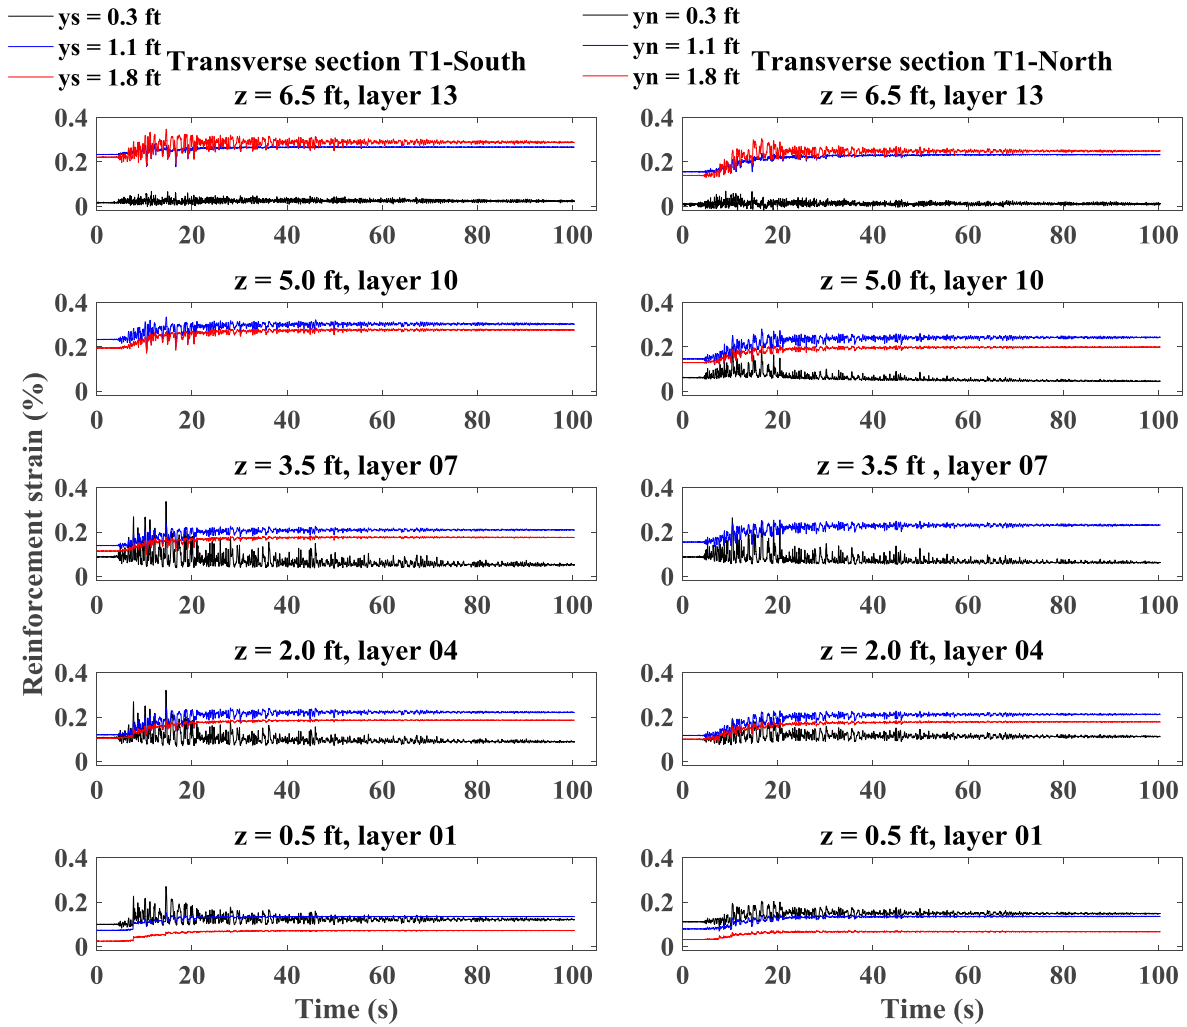 ys = 0.3 ft
ys = 1.1 ft
ys = 1.8 ft
Transverse section T1-South
yn = 0.3 ft
yn = 1.1 ft
yn = 1.8 ft
Transverse section T1-North
z = 6.5 ft, layer 13
0.4
0.2
0
0 20 40 60 80 100
z = 6.5 ft, layer 13
0.4
0.2
0
0 20 40 60 80 100
z = 5.0 ft, layer 10
0.4
0.2
0
0 20 40 60 80 100
z = 5.0 ft, layer 10
0.4
0.2
0
0 20 40 60 80 100
z = 3.5 ft, layer 07
0.4
0.2
0
0 20 40 60 80 100
z = 3.5 ft , layer 07
0.4
0.2
0
0 20 40 60 80 100
z = 2.0 ft, layer 04
0.4
0.2
0
0 20 40 60 80 100
z = 2.0 ft, layer 04
0.4
0.2
0
0 20 40 60 80 100
z = 0.5 ft, layer 01
0.4
0.2
0
0 20 40 60 80 100
z = 0.5 ft, layer 01
0.4
0.2
0
0 20 40 60 80 100
Reinforcement strain (%)
Time (s)
Time (s)